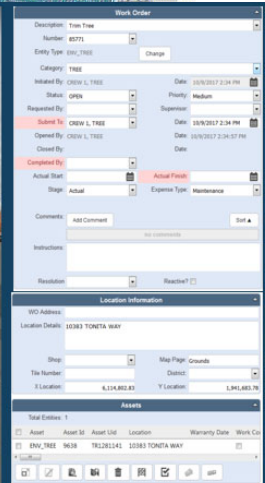 Work Order
Description: Trim Tree
Number: 85771
Entity Type: ENV_TREE Change
Category: TREE
Initiated By: CREW 1, TREE Date: 10/9/2017 2:34 PM
Status: OPEN Priority: Medium
Requested By: Supervisor:
Submit To: CREW 1, TREE Date: 10/9/2017 2:34 PM
Opened By: CREW 1, TREE Date: 10/9/2017 2:34:57 PM
Closed By: Date:
Completed By:
Actual Start: Actual Finish:
Stage: Actual Expense Type: Maintenance
Comments: Add Comment Sort ▲
no comments
Instructions:
Resolution: Reactive?
Location Information
WO Address:
Location Details: 10383 TONITA WAY
Shop: Map Page: Grounds
Tile Number: District:
X Location: 6,114,802.83 Y Location: 1,941,683.78
Assets
Total Entities: 1
Asset Asset Id Asset Uid Location Warranty Date Work Co
ENV_TREE 9638 TR1281141 10383 TONITA WAY